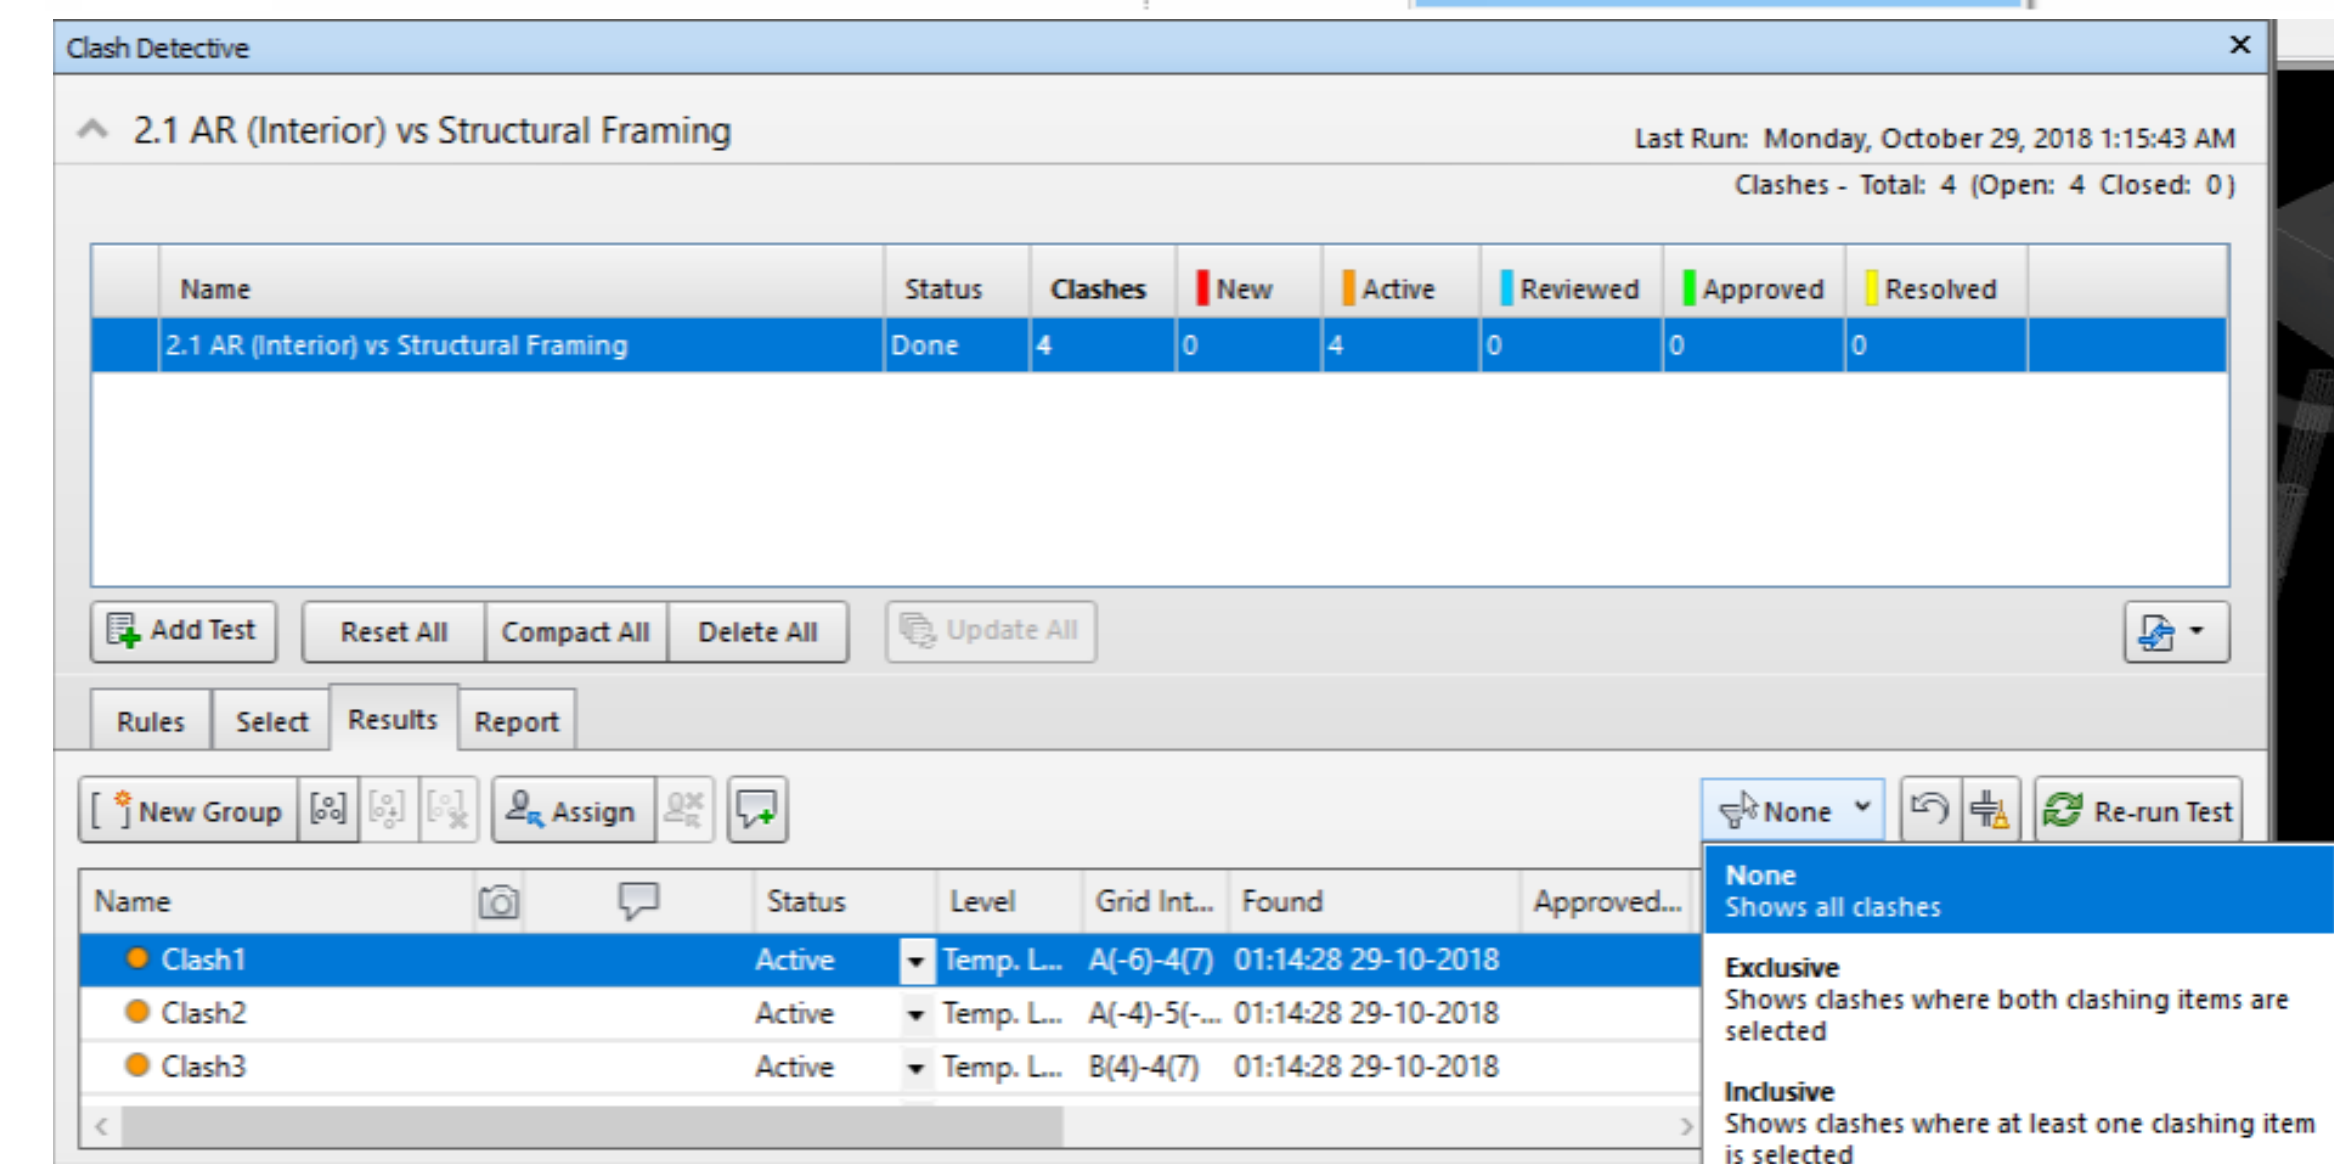 Clash Detective
2.1 AR (Interior) vs Structural Framing
Last Run: Monday, October 29, 2018 1:15:43 AM
Clashes - Total: 4 (Open: 4 Closed: 0)
Name Status Clashes New Active Reviewed Approved Resolved
2.1 AR (Interior) vs Structural Framing Done 4 0 4 0 0 0
Add Test Reset All Compact All Delete All Update All
Rules Select Results Report
New Group Assign None Re-run Test
Name Status Level Grid Int... Found Approved...
Clash1 Active Temp. L... A(-6)-4(7) 01:14:28 29-10-2018
Clash2 Active Temp. L... A(-4)-5(-... 01:14:28 29-10-2018
Clash3 Active Temp. L... B(4)-4(7) 01:14:28 29-10-2018
None
Shows all clashes
Exclusive
Shows clashes where both clashing items are
selected
Inclusive
Shows clashes where at least one clashing item
is selected